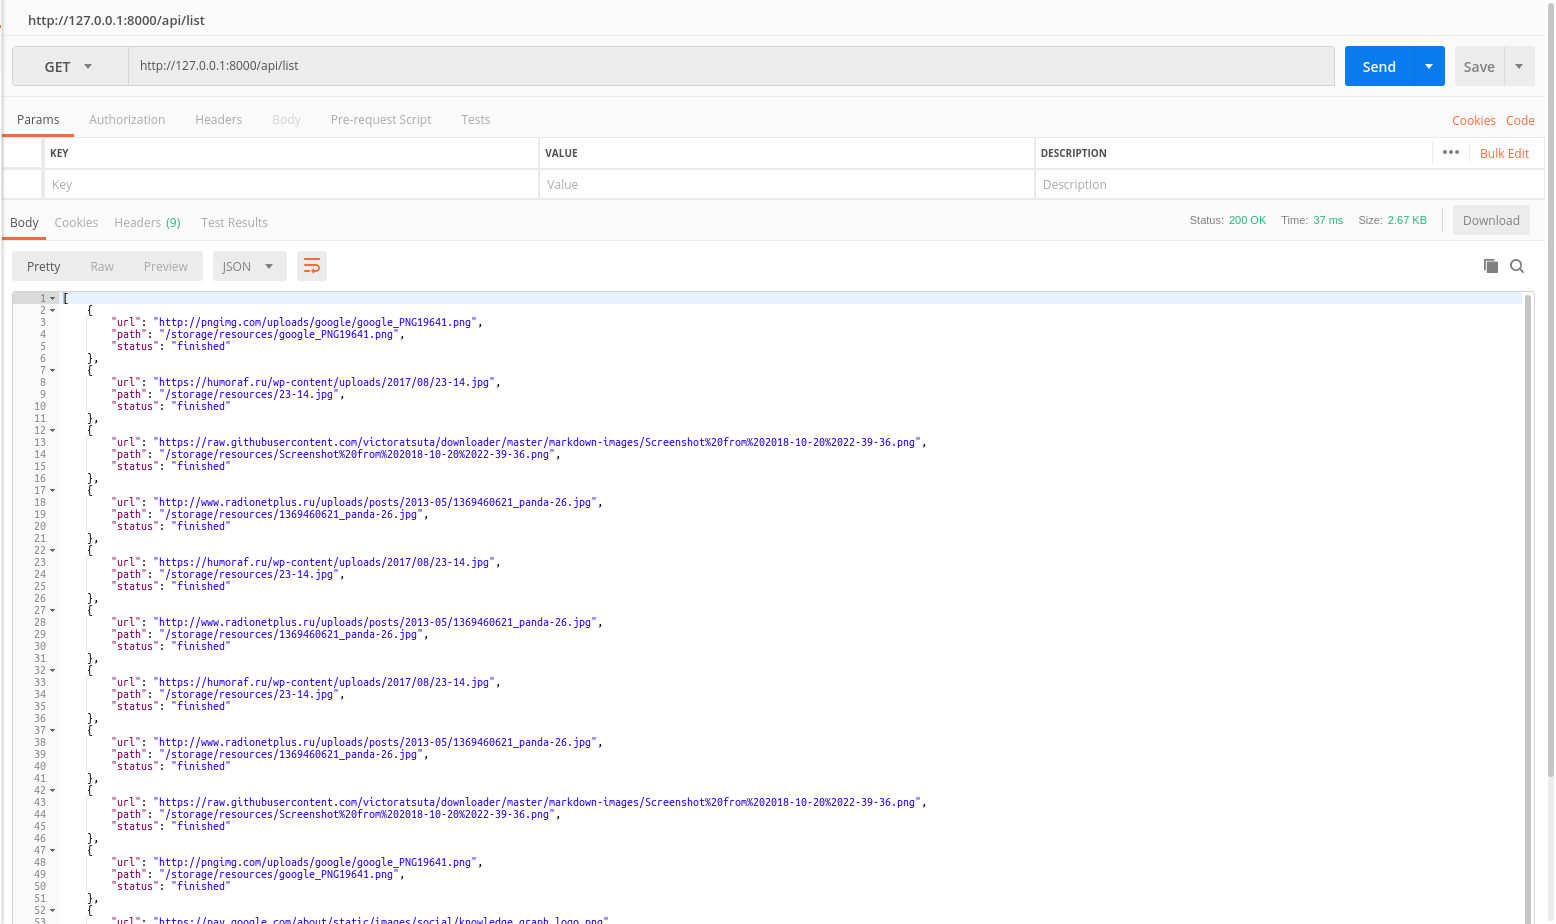 http://127.0.0.1:8000/api/list
GET http://127.0.0.1:8000/api/list Send Save
Params Authorization Headers Body Pre-request Script Tests Cookies Code
KEY VALUE DESCRIPTION ••• Bulk Edit
Key Value Description
Body Cookies Headers (9) Test Results Status: 200 OK Time: 37 ms Size: 2.67 KB Download
Pretty Raw Preview JSON
1 [
2 {
3 "url": "http://pngimg.com/uploads/google/google_PNG19641.png",
4 "path": "/storage/resources/google_PNG19641.png",
5 "status": "finished"
6 },
7 {
8 "url": "https://humoraf.ru/wp-content/uploads/2017/08/23-14.jpg",
9 "path": "/storage/resources/23-14.jpg",
10 "status": "finished"
11 },
12 {
13 "url": "https://raw.githubusercontent.com/victoratsuta/downloader/master/markdown-images/Screenshot%20from%202018-10-20%2022-39-36.png",
14 "path": "/storage/resources/Screenshot%20from%202018-10-20%2022-39-36.png",
15 "status": "finished"
16 },
17 {
18 "url": "http://www.radionetplus.ru/uploads/posts/2013-05/1369460621_panda-26.jpg",
19 "path": "/storage/resources/1369460621_panda-26.jpg",
20 "status": "finished"
21 },
22 {
23 "url": "https://humoraf.ru/wp-content/uploads/2017/08/23-14.jpg",
24 "path": "/storage/resources/23-14.jpg",
25 "status": "finished"
26 },
27 {
28 "url": "http://www.radionetplus.ru/uploads/posts/2013-05/1369460621_panda-26.jpg",
29 "path": "/storage/resources/1369460621_panda-26.jpg",
30 "status": "finished"
31 },
32 {
33 "url": "https://humoraf.ru/wp-content/uploads/2017/08/23-14.jpg",
34 "path": "/storage/resources/23-14.jpg",
35 "status": "finished"
36 },
37 {
38 "url": "http://www.radionetplus.ru/uploads/posts/2013-05/1369460621_panda-26.jpg",
39 "path": "/storage/resources/1369460621_panda-26.jpg",
40 "status": "finished"
41 },
42 {
43 "url": "https://raw.githubusercontent.com/victoratsuta/downloader/master/markdown-images/Screenshot%20from%202018-10-20%2022-39-36.png",
44 "path": "/storage/resources/Screenshot%20from%202018-10-20%2022-39-36.png",
45 "status": "finished"
46 },
47 {
48 "url": "http://pngimg.com/uploads/google/google_PNG19641.png",
49 "path": "/storage/resources/google_PNG19641.png",
50 "status": "finished"
51 },
52 {
53 "url": "https://pay.google.com/about/static/images/social/knowledge_graph_logo.png"